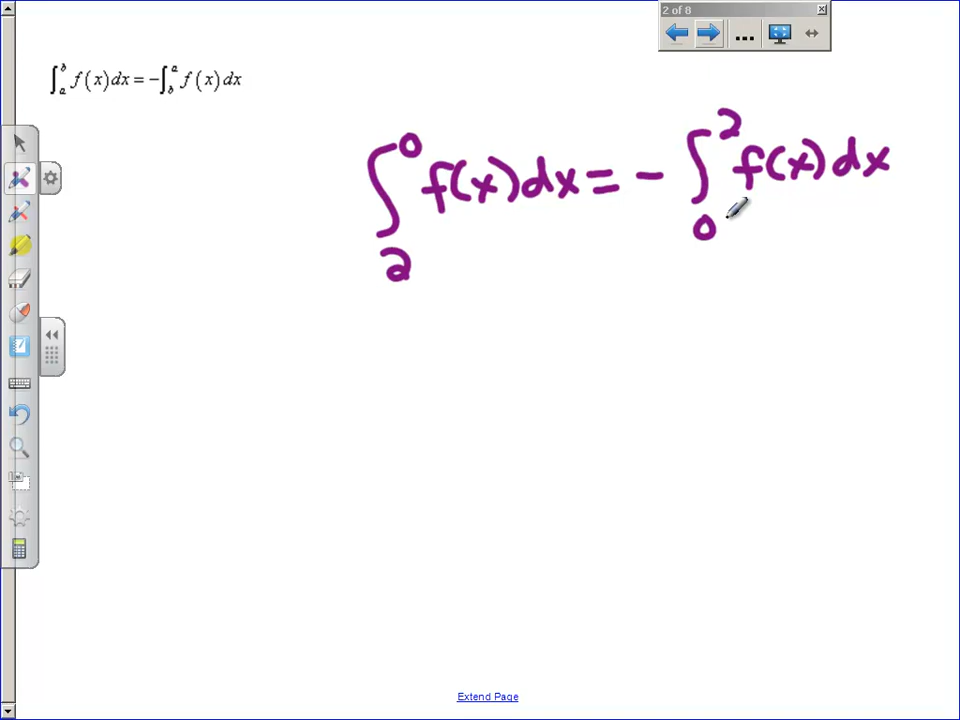 2 of 8
∫_a^b f(x)dx = -∫_b^a f(x)dx
∫_2^0 f(x)dx = - ∫_0^2 f(x)dx
Extend Page